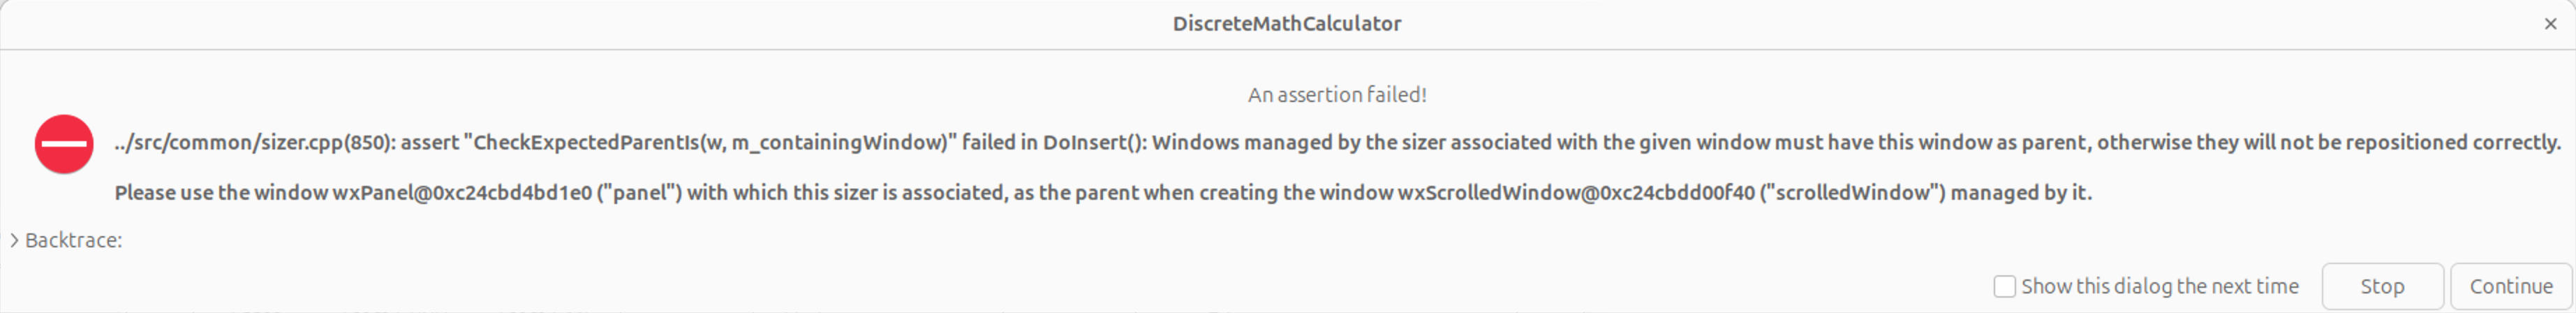 DiscreteMathCalculator
An assertion failed!
../src/common/sizer.cpp(850): assert "CheckExpectedParentIs(w, m_containingWindow)" failed in DoInsert(): Windows managed by the sizer associated with the given window must have this window as parent, otherwise they will not be repositioned correctly.
Please use the window wxPanel@0xc24cbd4bd1e0 ("panel") with which this sizer is associated, as the parent when creating the window wxScrolledWindow@0xc24cbdd00f40 ("scrolledWindow") managed by it.
Backtrace:
Show this dialog the next time Stop Continue